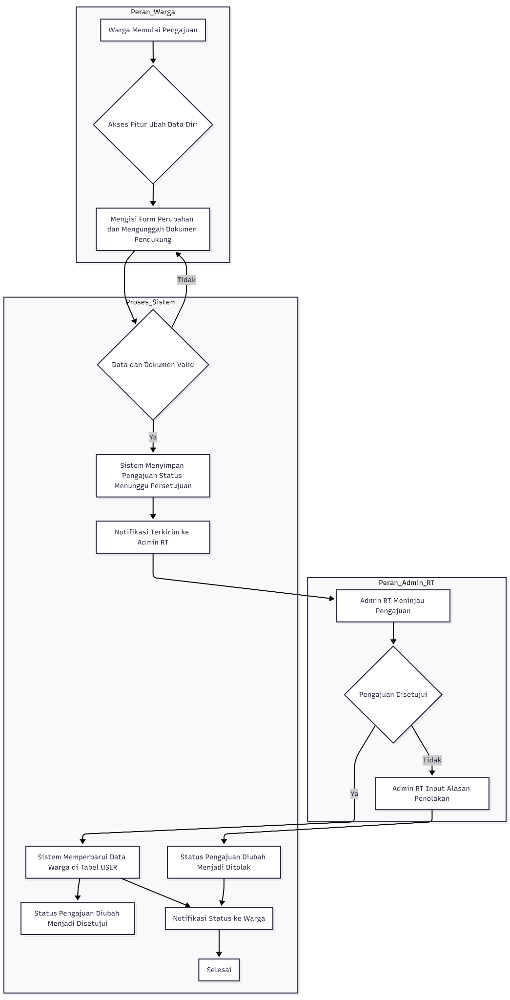 Peran_Warga
Warga Memulai Pengajuan
Akses Fitur Ubah Data Diri
Mengisi Form Perubahan
dan Mengunggah Dokumen
Pendukung
Tidak
Proses_Sistem
Data dan Dokumen Valid
Ya
Sistem Menyimpan
Pengajuan Status
Menunggu Persetujuan
Notifikasi Terkirim ke
Admin RT
Peran_Admin_RT
Admin RT Meninjau
Pengajuan
Pengajuan Disetujui
Tidak
Ya
Admin RT Input Alasan
Penolakan
Sistem Memperbarui Data
Warga di Tabel USER
Status Pengajuan Diubah
Menjadi Ditolak
Status Pengajuan Diubah
Menjadi Disetujui
Notifikasi Status ke Warga
Selesai